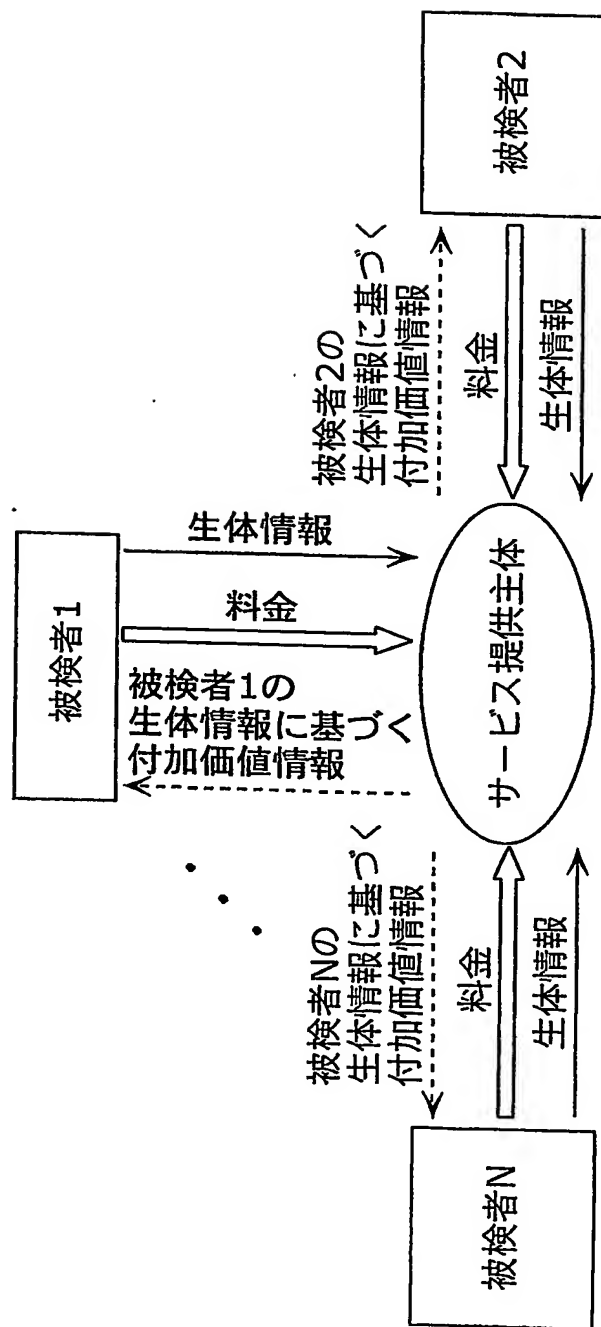 被検者1
生体情報
料金
被検者1の
生体情報に基づく
付加価値情報
被検者2の
生体情報に基づく
付加価値情報
料金
生体情報
被検者2
サービス提供主体
被検者Nの
生体情報に基づく
付加価値情報
料金
生体情報
被検者N